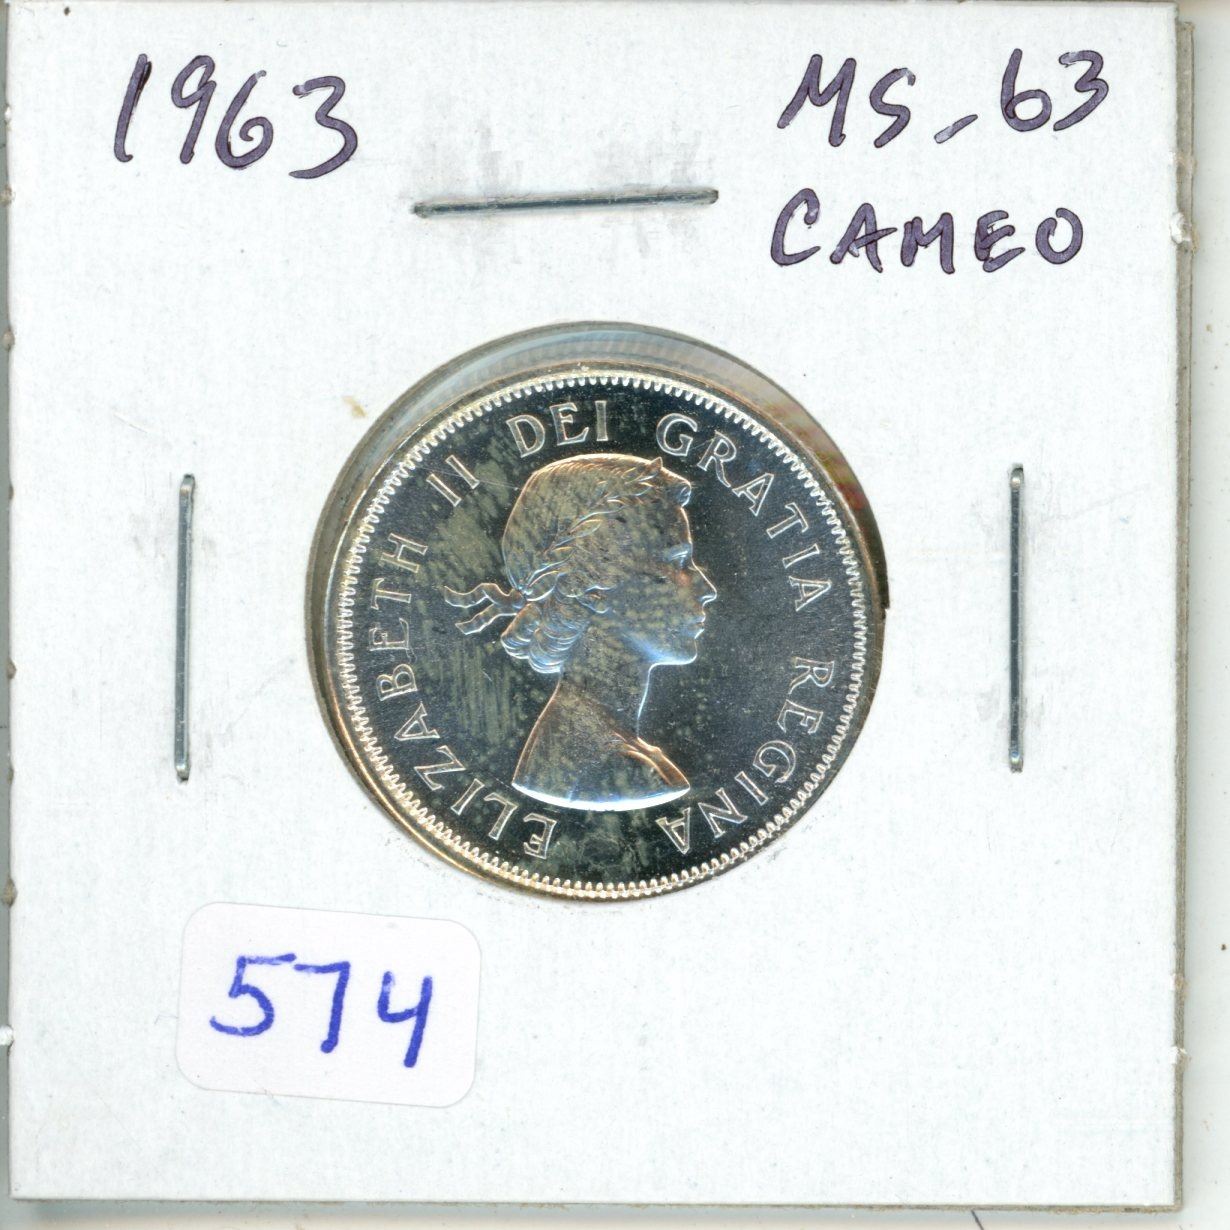 1963
MS-63
CAMEO
ELIZABETH II DEI GRATIA REGINA
574